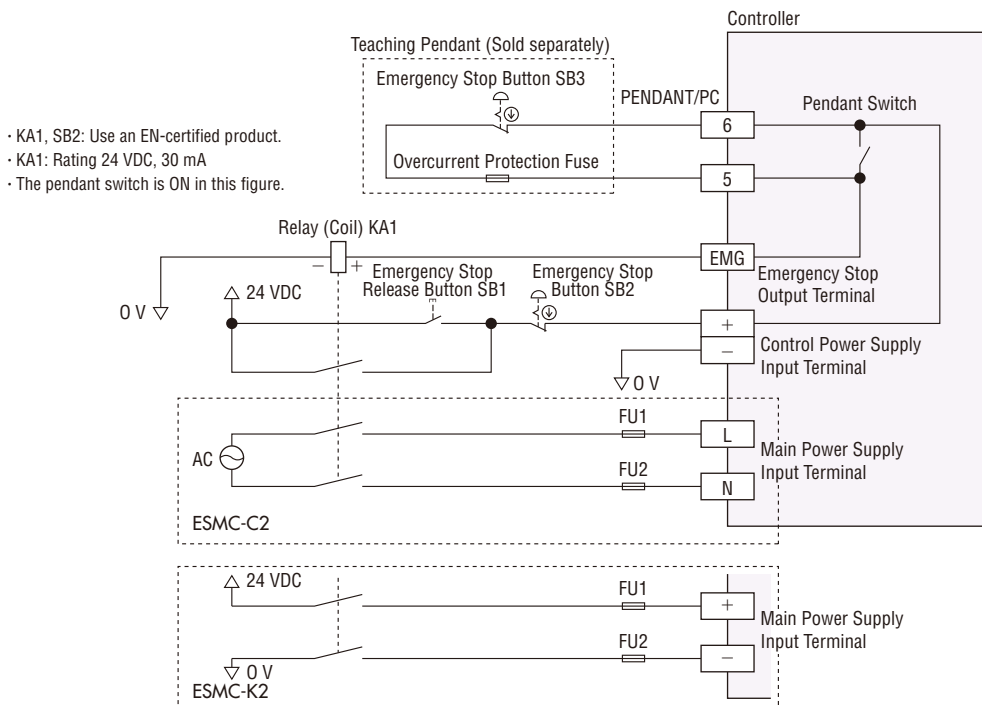 Controller
Teaching Pendant (Sold separately)
Emergency Stop Button SB3
PENDANT/PC
Pendant Switch
6
· KA1, SB2: Use an EN-certified product.
· KA1: Rating 24 VDC, 30 mA
· The pendant switch is ON in this figure.
Overcurrent Protection Fuse
5
Relay (Coil) KA1
− +
EMG
Emergency Stop
Output Terminal
Emergency Stop
Release Button SB1
Emergency Stop
Button SB2
24 VDC
0 V
+
−
Control Power Supply
Input Terminal
0 V
FU1
L
AC
Main Power Supply
Input Terminal
FU2
N
ESMC-C2
24 VDC
FU1
+
Main Power Supply
Input Terminal
FU2
−
0 V
ESMC-K2